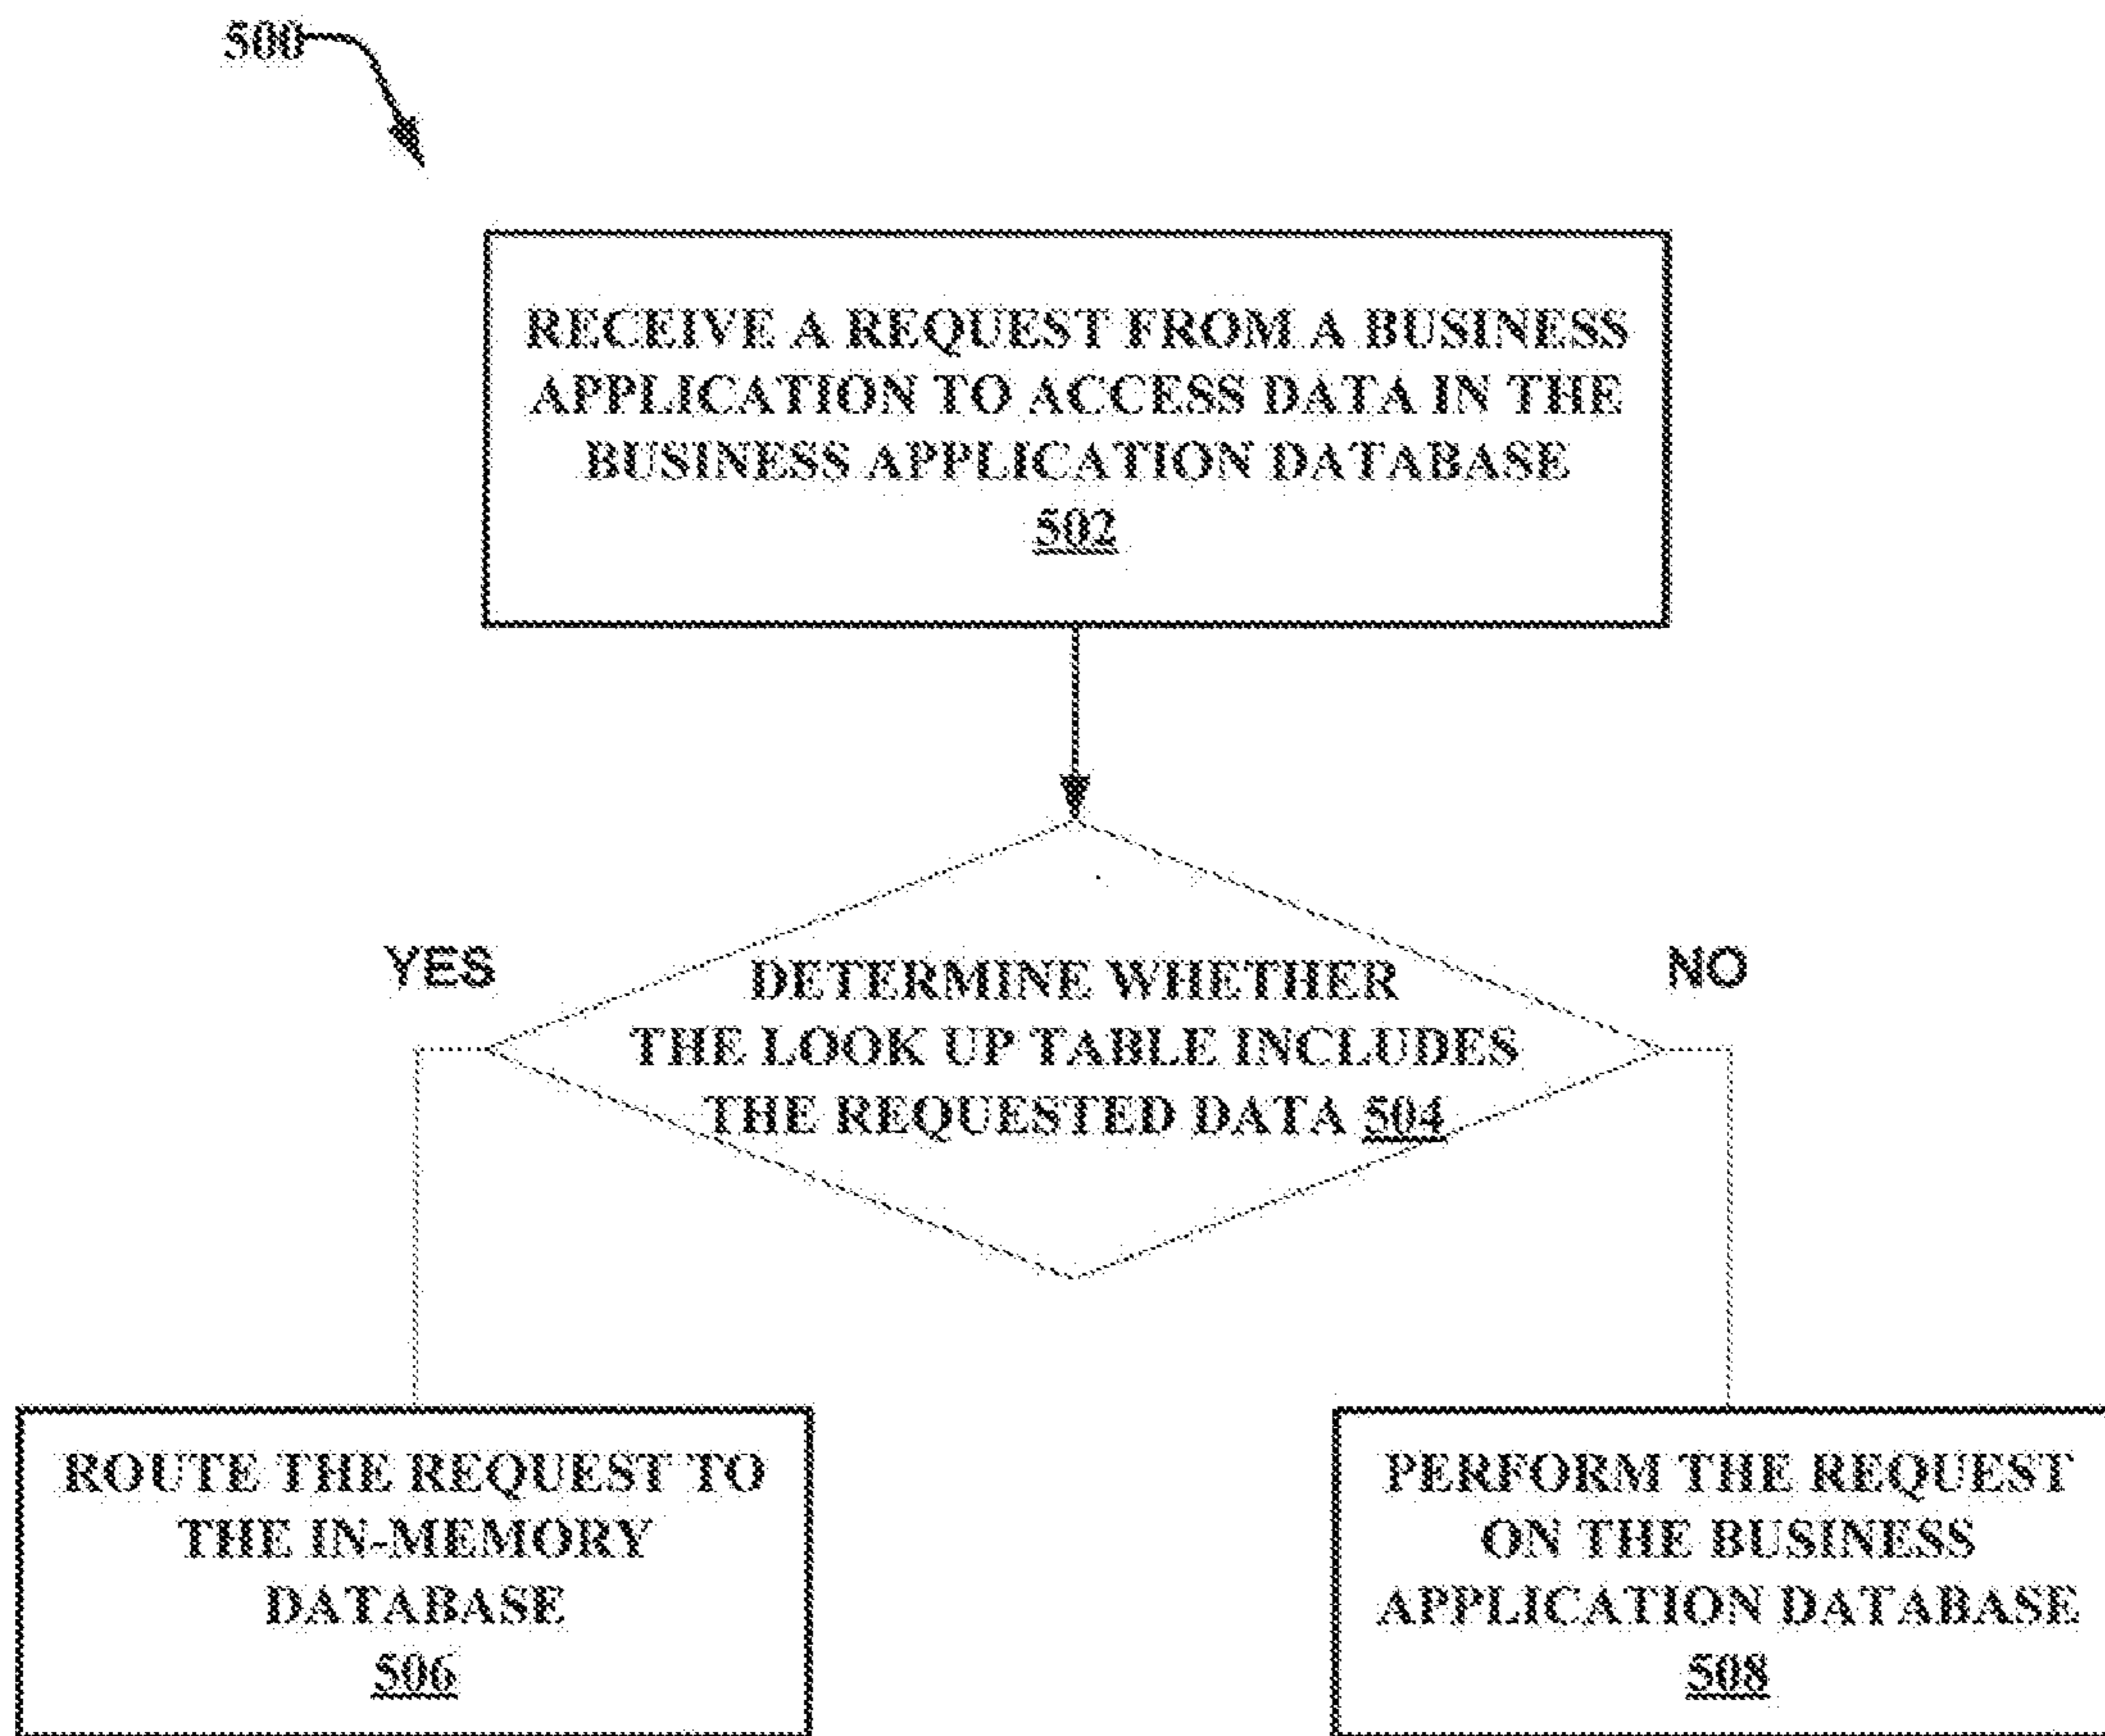 500
RECEIVE A REQUEST FROM A BUSINESS
APPLICATION TO ACCESS DATA IN THE
BUSINESS APPLICATION DATABASE
502
YES
NO
DETERMINE WHETHER
THE LOOK UP TABLE INCLUDES
THE REQUESTED DATA 504
ROUTE THE REQUEST TO
THE IN-MEMORY
DATABASE
506
PERFORM THE REQUEST
ON THE BUSINESS
APPLICATION DATABASE
508